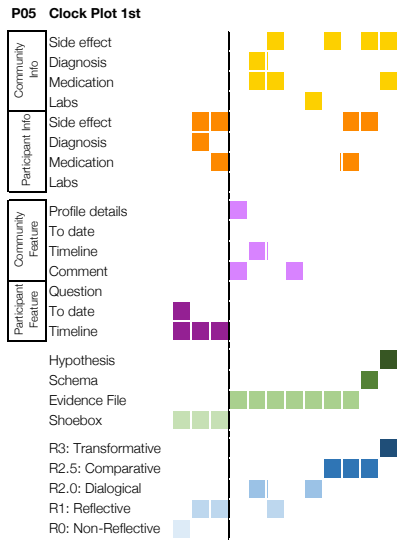 P05 Clock Plot 1st
Community Info
Side effect
Diagnosis
Medication
Labs
Participant Info
Side effect
Diagnosis
Medication
Labs
Community Feature
Profile details
To date
Timeline
Comment
Participant Feature
Question
To date
Timeline
Hypothesis
Schema
Evidence File
Shoebox
R3: Transformative
R2.5: Comparative
R2.0: Dialogical
R1: Reflective
R0: Non-Reflective